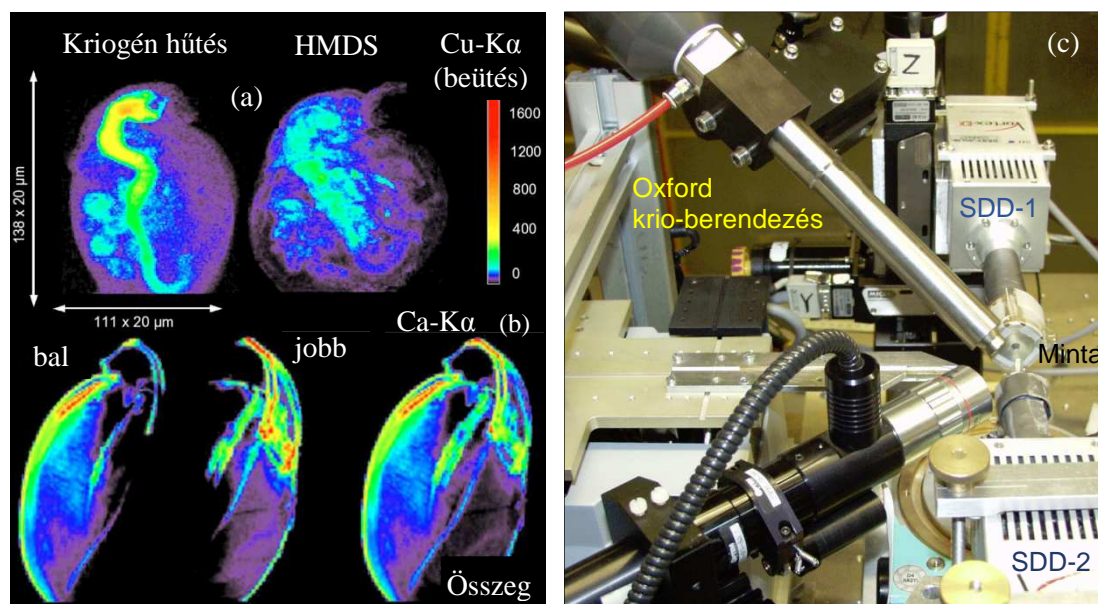 Kriogén hűtés
HMDS
Cu-Kα
(beütés)
(a)
1600
1200
800
400
0
138 x 20 µm
111 x 20 µm
Ca-Kα (b)
bal
jobb
Összeg
(c)
Z
Vortex
Oxford
krio-berendezés
SDD-1
Y
Minta
SDD-2